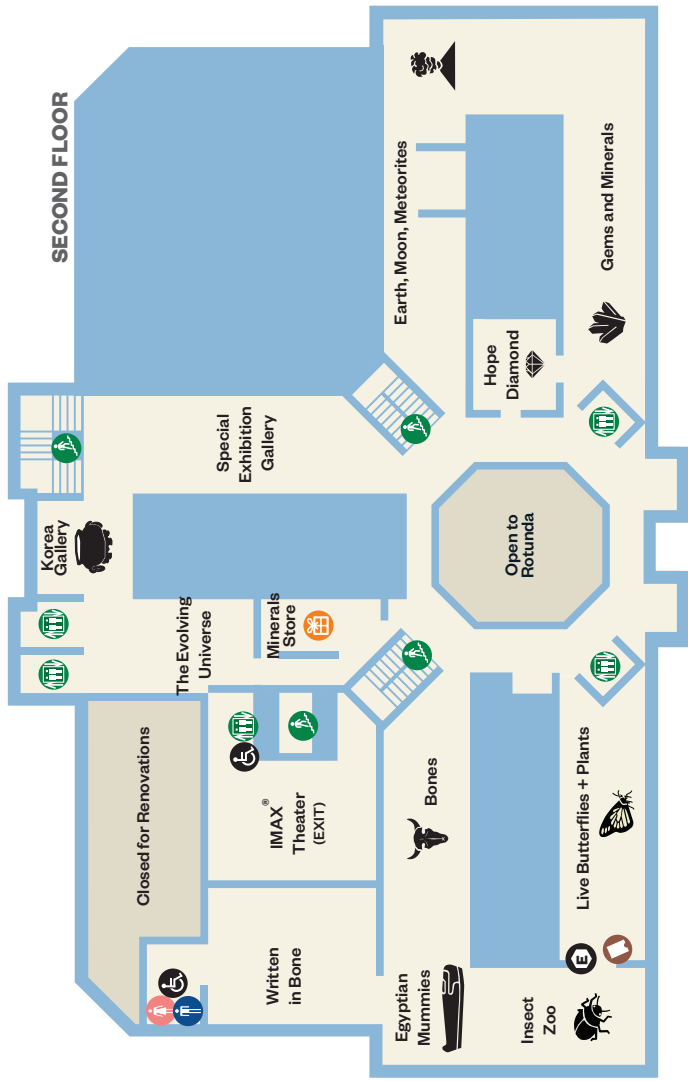 SECOND FLOOR
Closed for Renovations
Korea
Gallery
The Evolving
Universe
Special
Exhibition
Gallery
Minerals
Store
IMAX®
Theater
(EXIT)
Written
in Bone
Earth, Moon, Meteorites
Egyptian
Mummies
Bones
Hope
Diamond
Open to
Rotunda
Insect
Zoo
E
Live Butterflies + Plants
Gems and Minerals